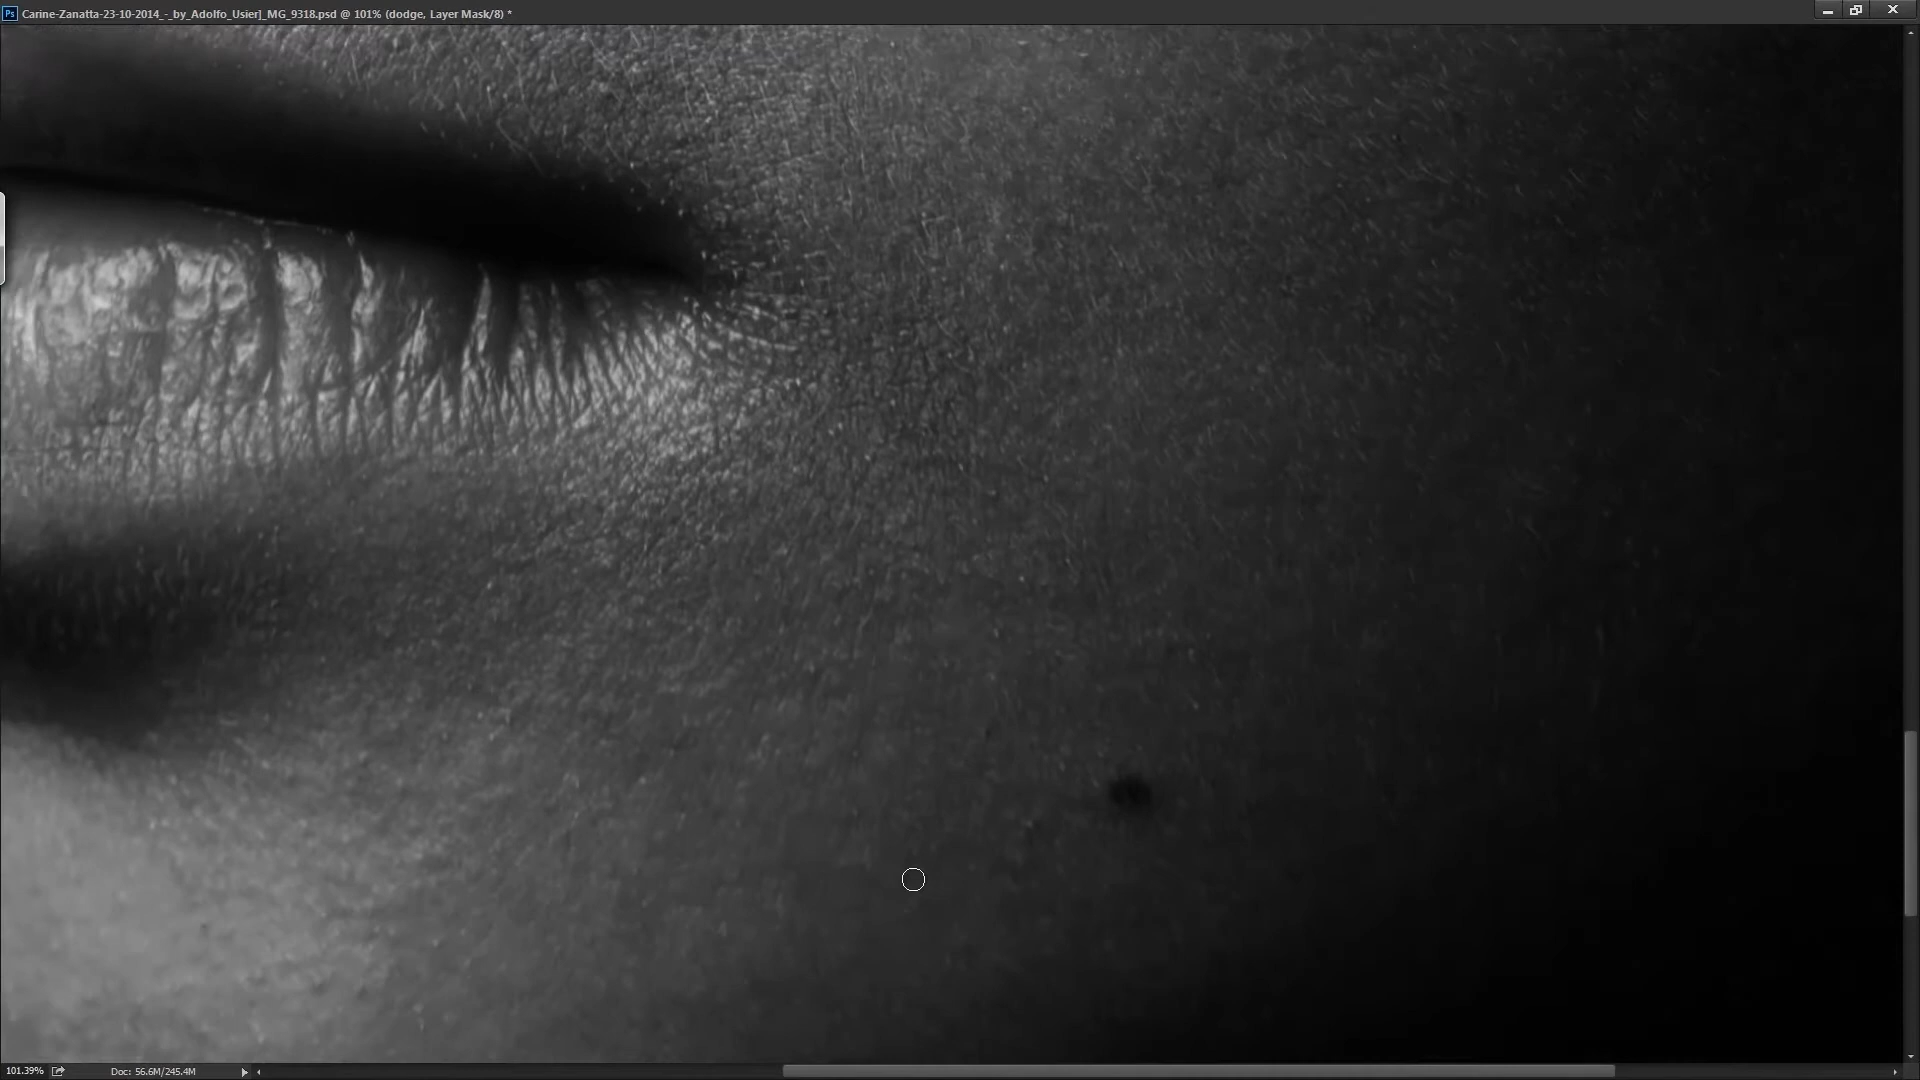 Ps Carine-Zanatta-23-10-2014_-_by_Adolfo_Usier]_MG_9318.psd @ 101% (dodge, Layer Mask/8) *
101.39% Doc: 56.6M/245.4M